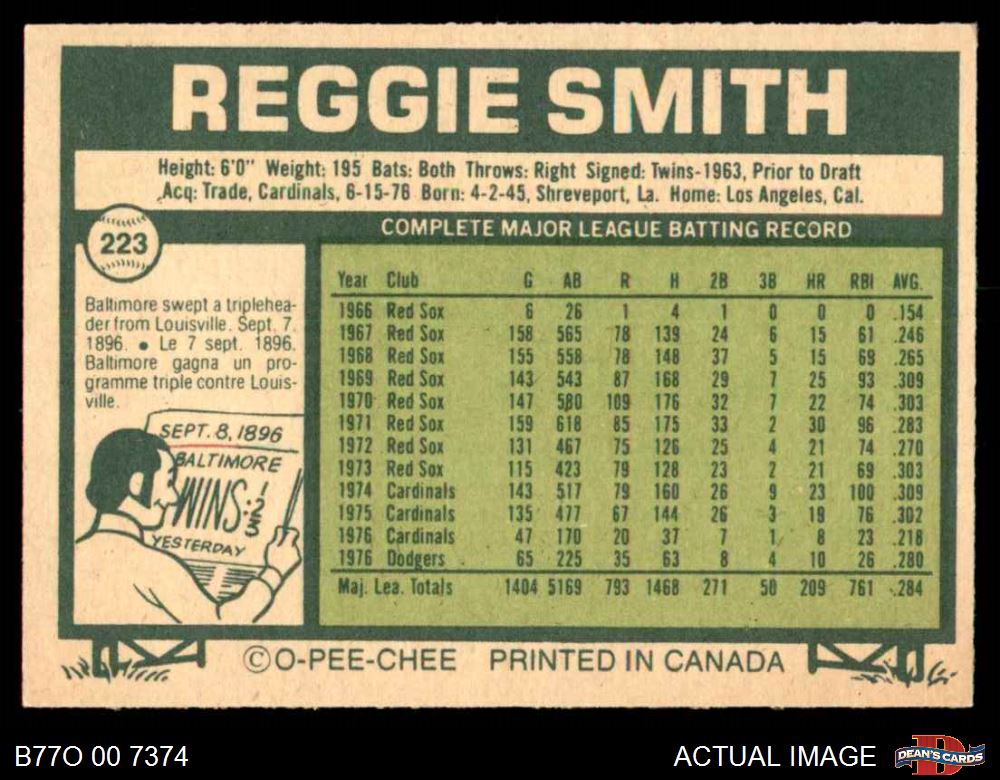 REGGIE SMITH
Height: 6'0" Weight: 195 Bats: Both Throws: Right Signed: Twins-1963, Prior to Draft
Acq: Trade, Cardinals, 6-15-76 Born: 4-2-45, Shreveport, La. Home: Los Angeles, Cal.
223
COMPLETE MAJOR LEAGUE BATTING RECORD
Baltimore swept a triplehea-
der from Louisville. Sept. 7,
1896. ● Le 7 sept. 1896.
Baltimore gagna un pro-
gramme triple contre Louis-
ville.
SEPT. 8, 1896
BALTIMORE
WINS: 1
2
3
YESTERDAY
Year Club G AB R H 2B 3B HR RBI AVG.
1966 Red Sox 6 26 1 4 1 0 0 0 .154
1967 Red Sox 158 565 78 139 24 6 15 61 .246
1968 Red Sox 155 558 78 148 37 5 15 69 .265
1969 Red Sox 143 543 87 168 29 7 25 93 .309
1970 Red Sox 147 580 109 176 32 7 22 74 .303
1971 Red Sox 159 618 85 175 33 2 30 96 .283
1972 Red Sox 131 467 75 126 25 4 21 74 .270
1973 Red Sox 115 423 79 128 23 2 21 69 .303
1974 Cardinals 143 517 79 160 26 9 23 100 .309
1975 Cardinals 135 477 67 144 26 3 19 76 .302
1976 Cardinals 47 170 20 37 7 1 8 23 .218
1976 Dodgers 65 225 35 63 8 4 10 26 .280
Maj. Lea. Totals 1404 5169 793 1468 271 50 209 761 .284
©O-PEE-CHEE PRINTED IN CANADA
B77O 00 7374
ACTUAL IMAGE
D
DEAN'S CARDS